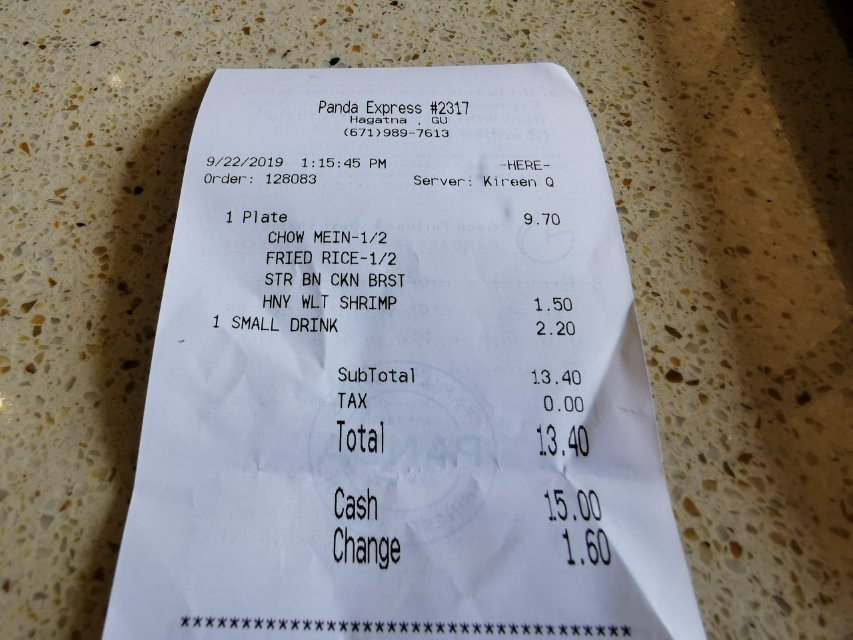 Panda Express #2317
Hagatna , GU
(671)989-7613
9/22/2019 1:15:45 PM -HERE-
Order: 128083 Server: Kireen Q
1 Plate 9.70
CHOW MEIN-1/2
FRIED RICE-1/2
STR BN CKN BRST
HNY WLT SHRIMP 1.50
1 SMALL DRINK 2.20
SubTotal 13.40
TAX 0.00
Total 13.40
Cash 15.00
Change 1.60
****************************************